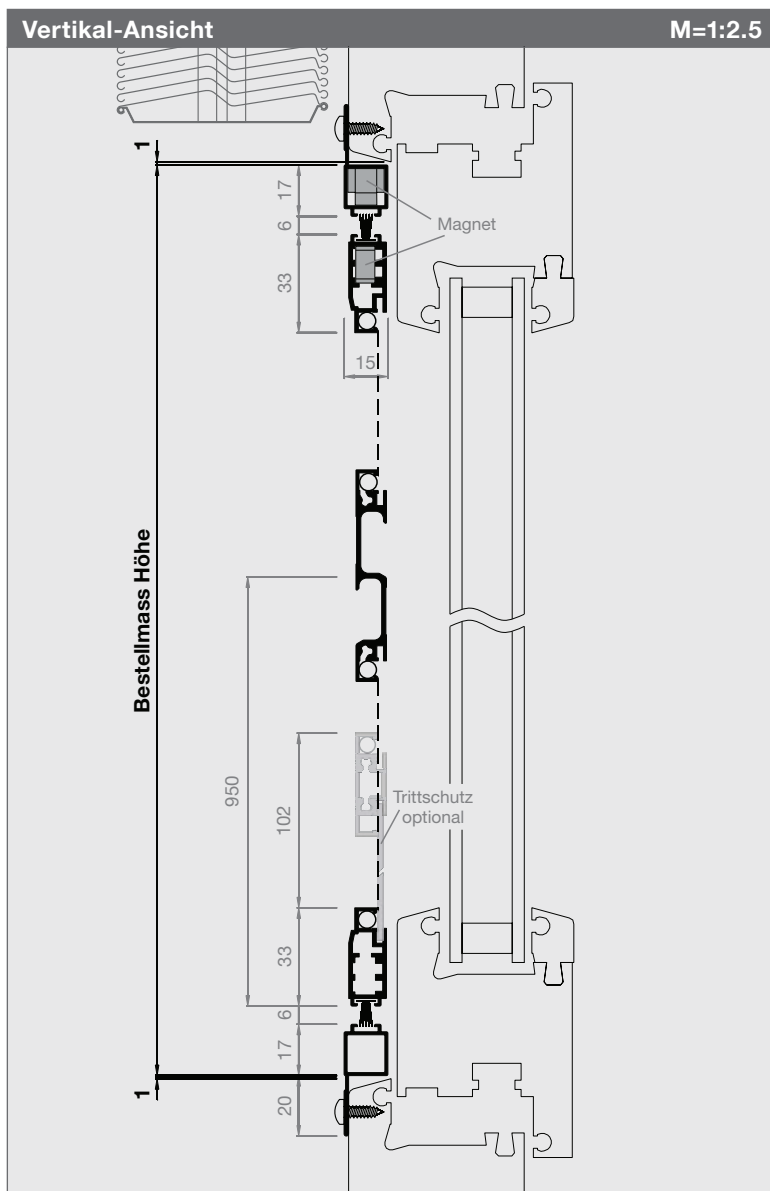 Vertikal-Ansicht M=1:2.5
1
17
6
Magnet
33
15
Bestellmass Höhe
950
102
Trittschutz
optional
33
6
17
1
20